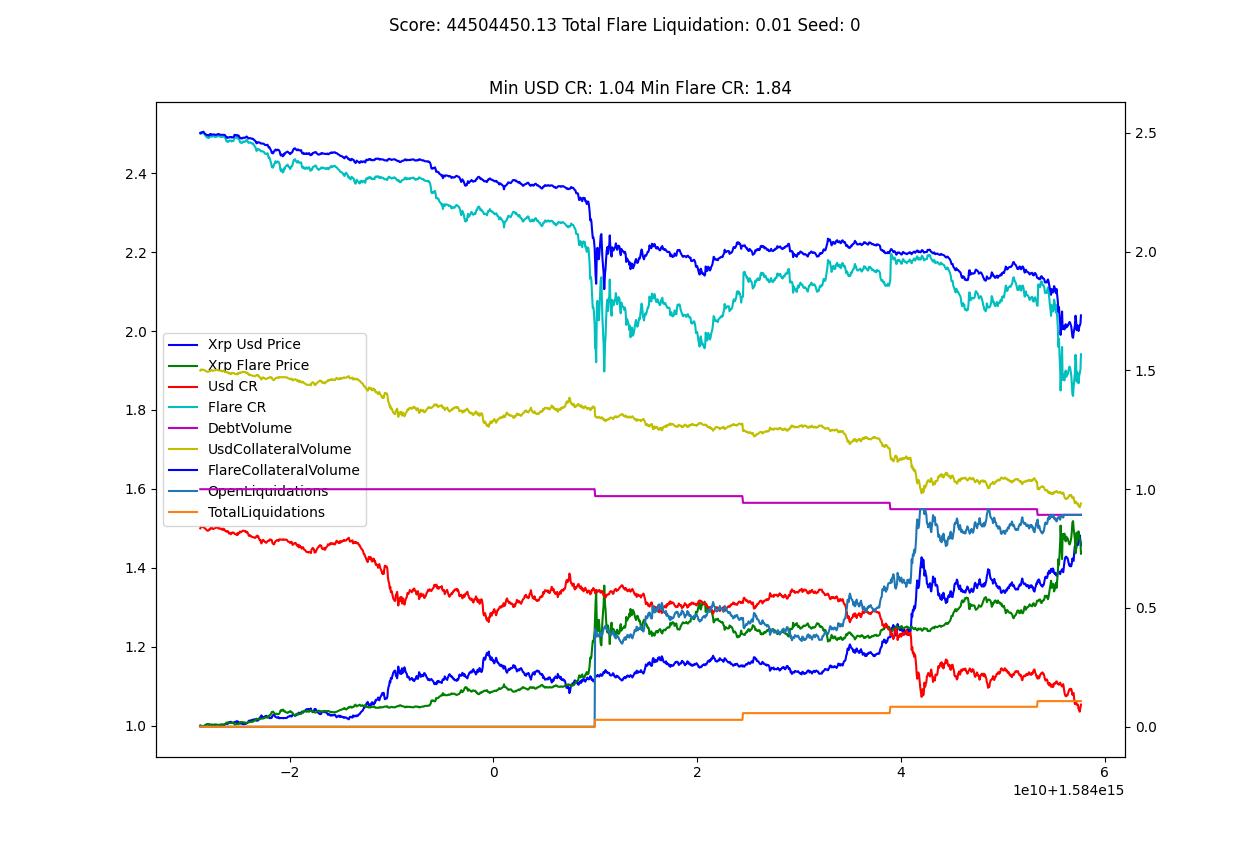 Score: 44504450.13 Total Flare Liquidation: 0.01 Seed: 0
Min USD CR: 1.04 Min Flare CR: 1.84
2.4
2.2
2.0
1.8
1.6
1.4
1.2
1.0
Xrp Usd Price
Xrp Flare Price
Usd CR
Flare CR
DebtVolume
UsdCollateralVolume
FlareCollateralVolume
OpenLiquidations
TotalLiquidations
2.5
2.0
1.5
1.0
0.5
0.0
−2 0 2 4 6
1e10+1.584e15